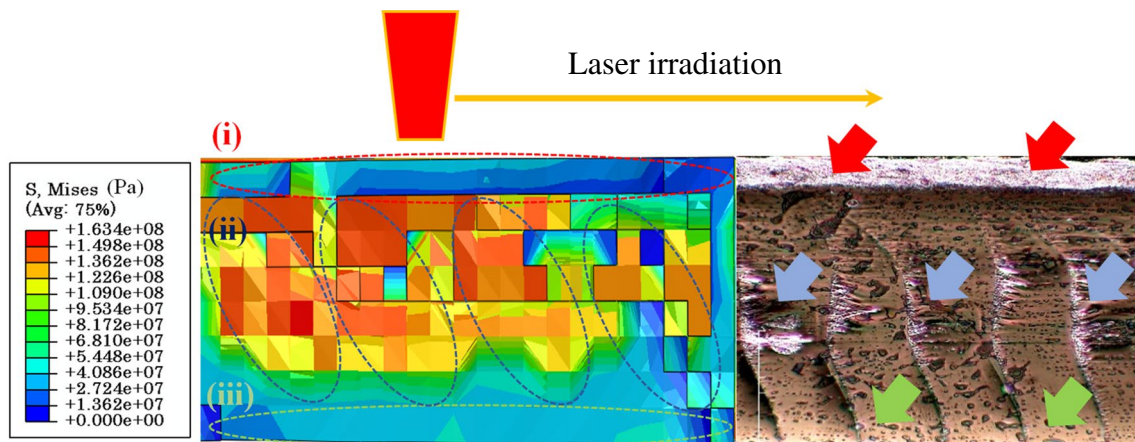 Laser irradiation
(i)
S, Mises (Pa)
(Avg: 75%)
+1.634e+08
+1.498e+08
+1.362e+08
+1.226e+08
+1.090e+08
+9.534e+07
+8.172e+07
+6.810e+07
+5.448e+07
+4.086e+07
+2.724e+07
+1.362e+07
+0.000e+00
(ii)
(iii)